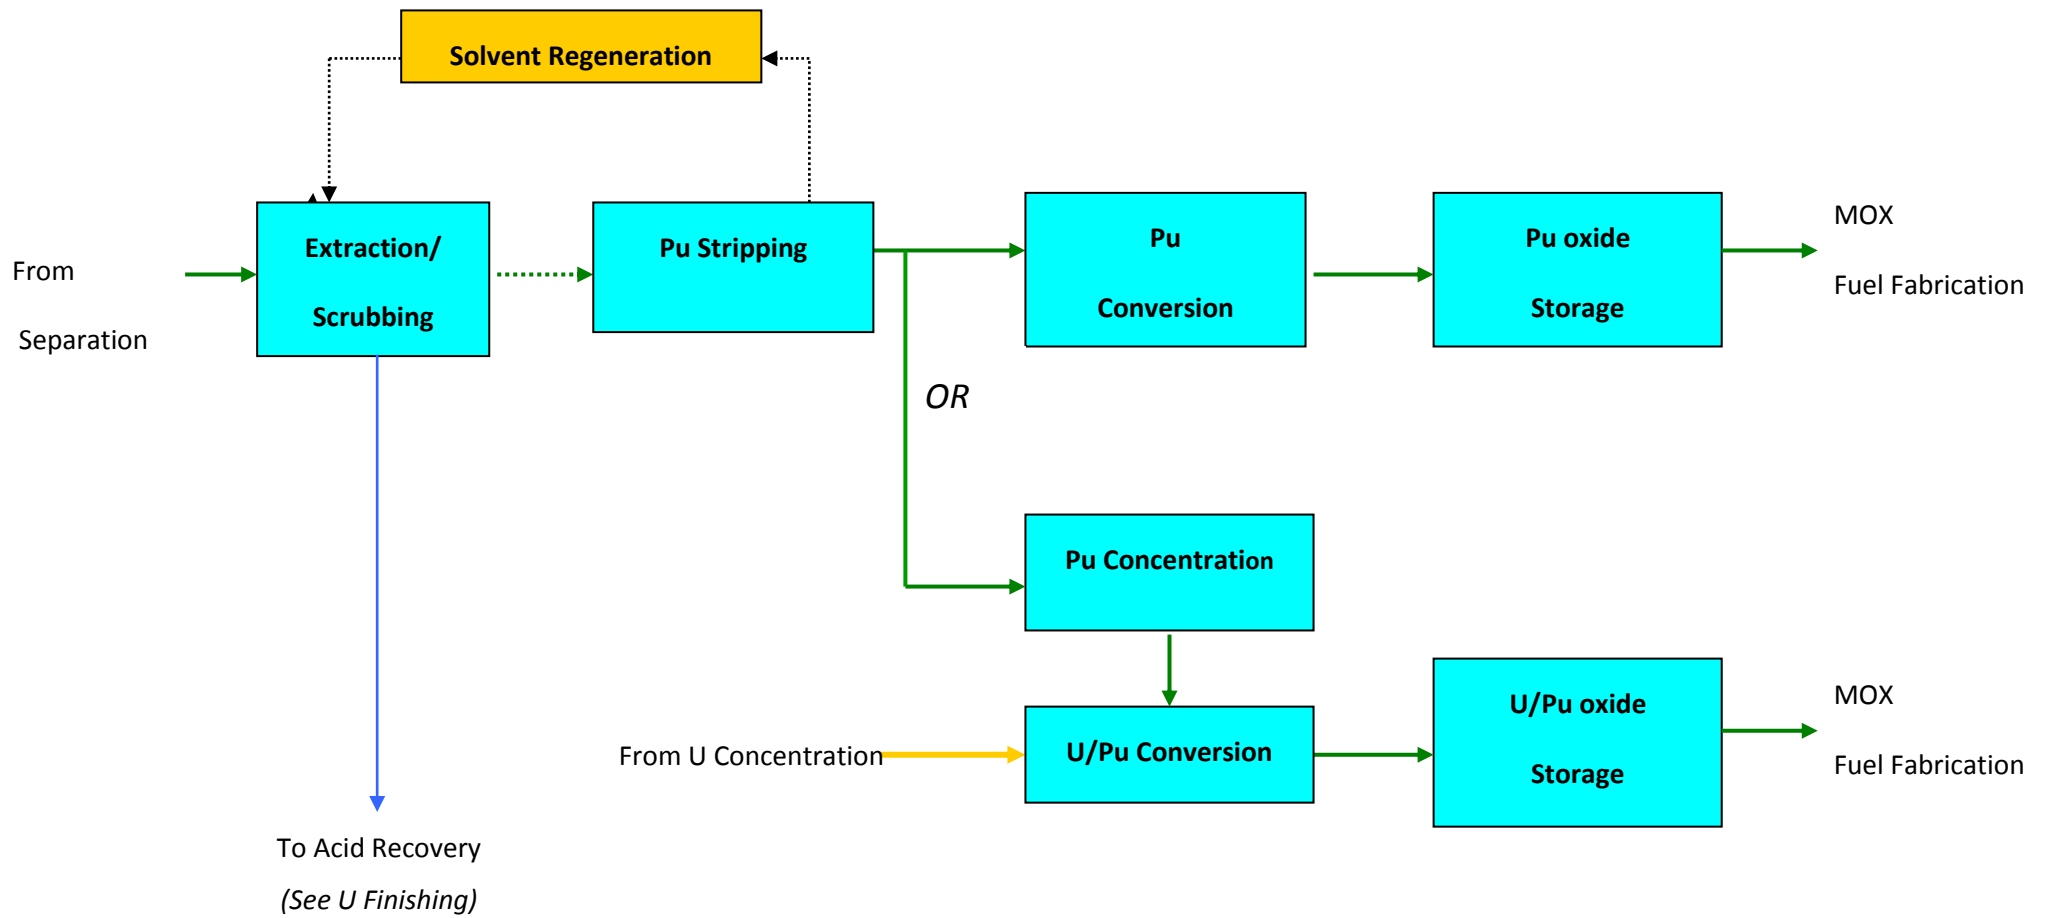 Solvent Regeneration
From
Separation
Extraction/
Scrubbing
Pu Stripping
Pu
Conversion
Pu oxide
Storage
MOX
Fuel Fabrication
OR
Pu Concentration
From U Concentration
U/Pu Conversion
U/Pu oxide
Storage
MOX
Fuel Fabrication
To Acid Recovery
(See U Finishing)